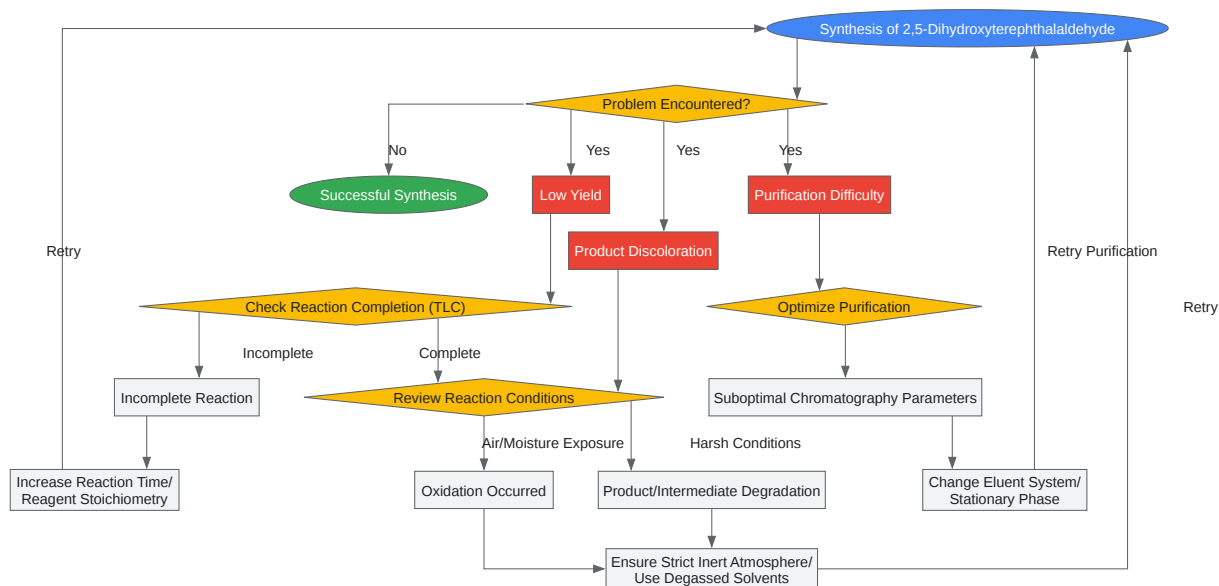 Synthesis of 2,5-Dihydroxyterephthalaldehyde
Problem Encountered?
No
Yes
Yes
Yes
Successful Synthesis
Low Yield
Purification Difficulty
Product Discoloration
Retry
Retry Purification
Check Reaction Completion (TLC)
Optimize Purification
Retry
Incomplete
Complete
Incomplete Reaction
Review Reaction Conditions
Suboptimal Chromatography Parameters
Air/Moisture Exposure
Harsh Conditions
Increase Reaction Time/
Reagent Stoichiometry
Oxidation Occurred
Product/Intermediate Degradation
Change Eluent System/
Stationary Phase
Ensure Strict Inert Atmosphere/
Use Degassed Solvents